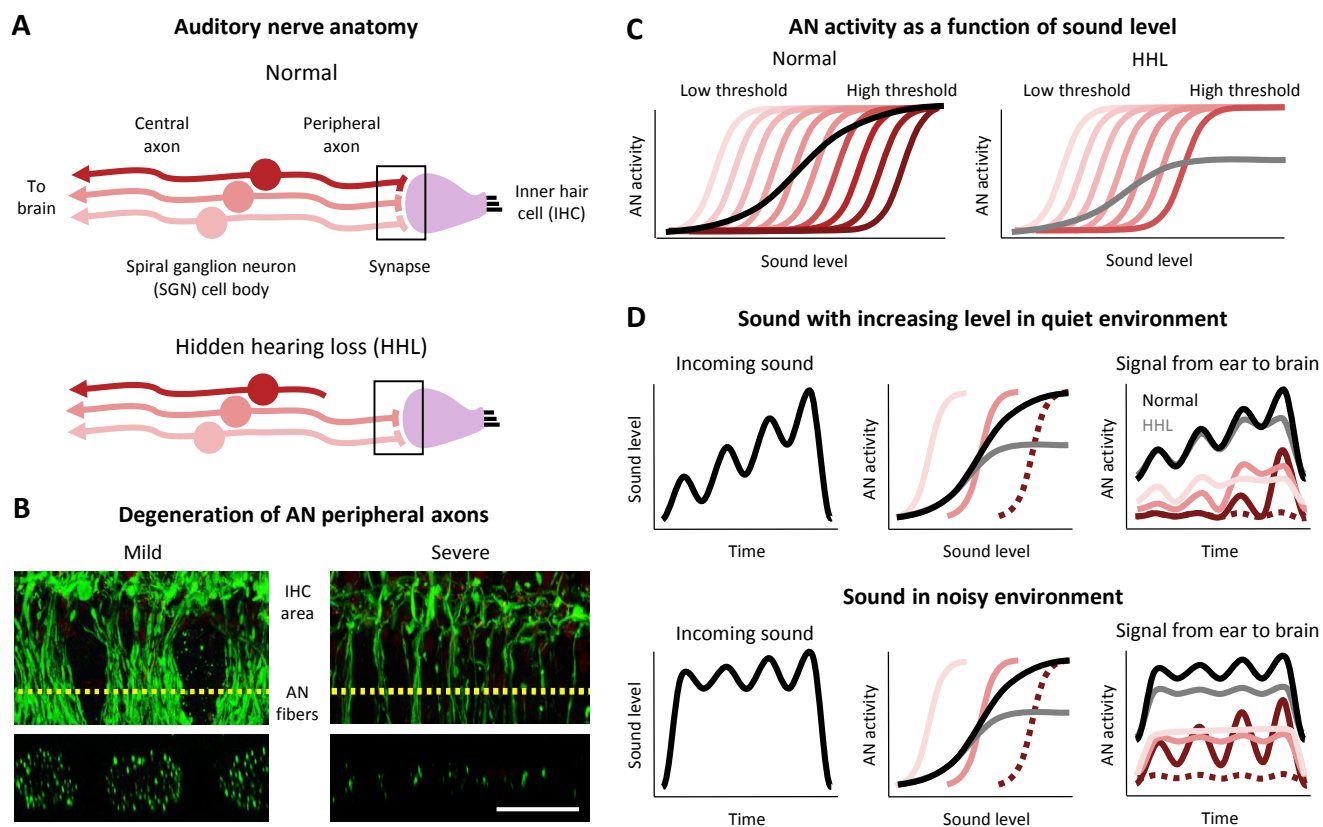 A
Auditory nerve anatomy
Normal
Central
axon
Peripheral
axon
To
brain
Inner hair
cell (IHC)
Spiral ganglion neuron
(SGN) cell body
Synapse
Hidden hearing loss (HHL)
B
Degeneration of AN peripheral axons
Mild
Severe
IHC
area
AN
fibers
C
AN activity as a function of sound level
Normal
Low threshold
High threshold
AN activity
Sound level
HHL
Low threshold
High threshold
AN activity
Sound level
D
Sound with increasing level in quiet environment
Incoming sound
Sound level
Time
AN activity
Sound level
Signal from ear to brain
Normal
HHL
AN activity
Time
Sound in noisy environment
Incoming sound
Sound level
Time
AN activity
Sound level
Signal from ear to brain
AN activity
Time